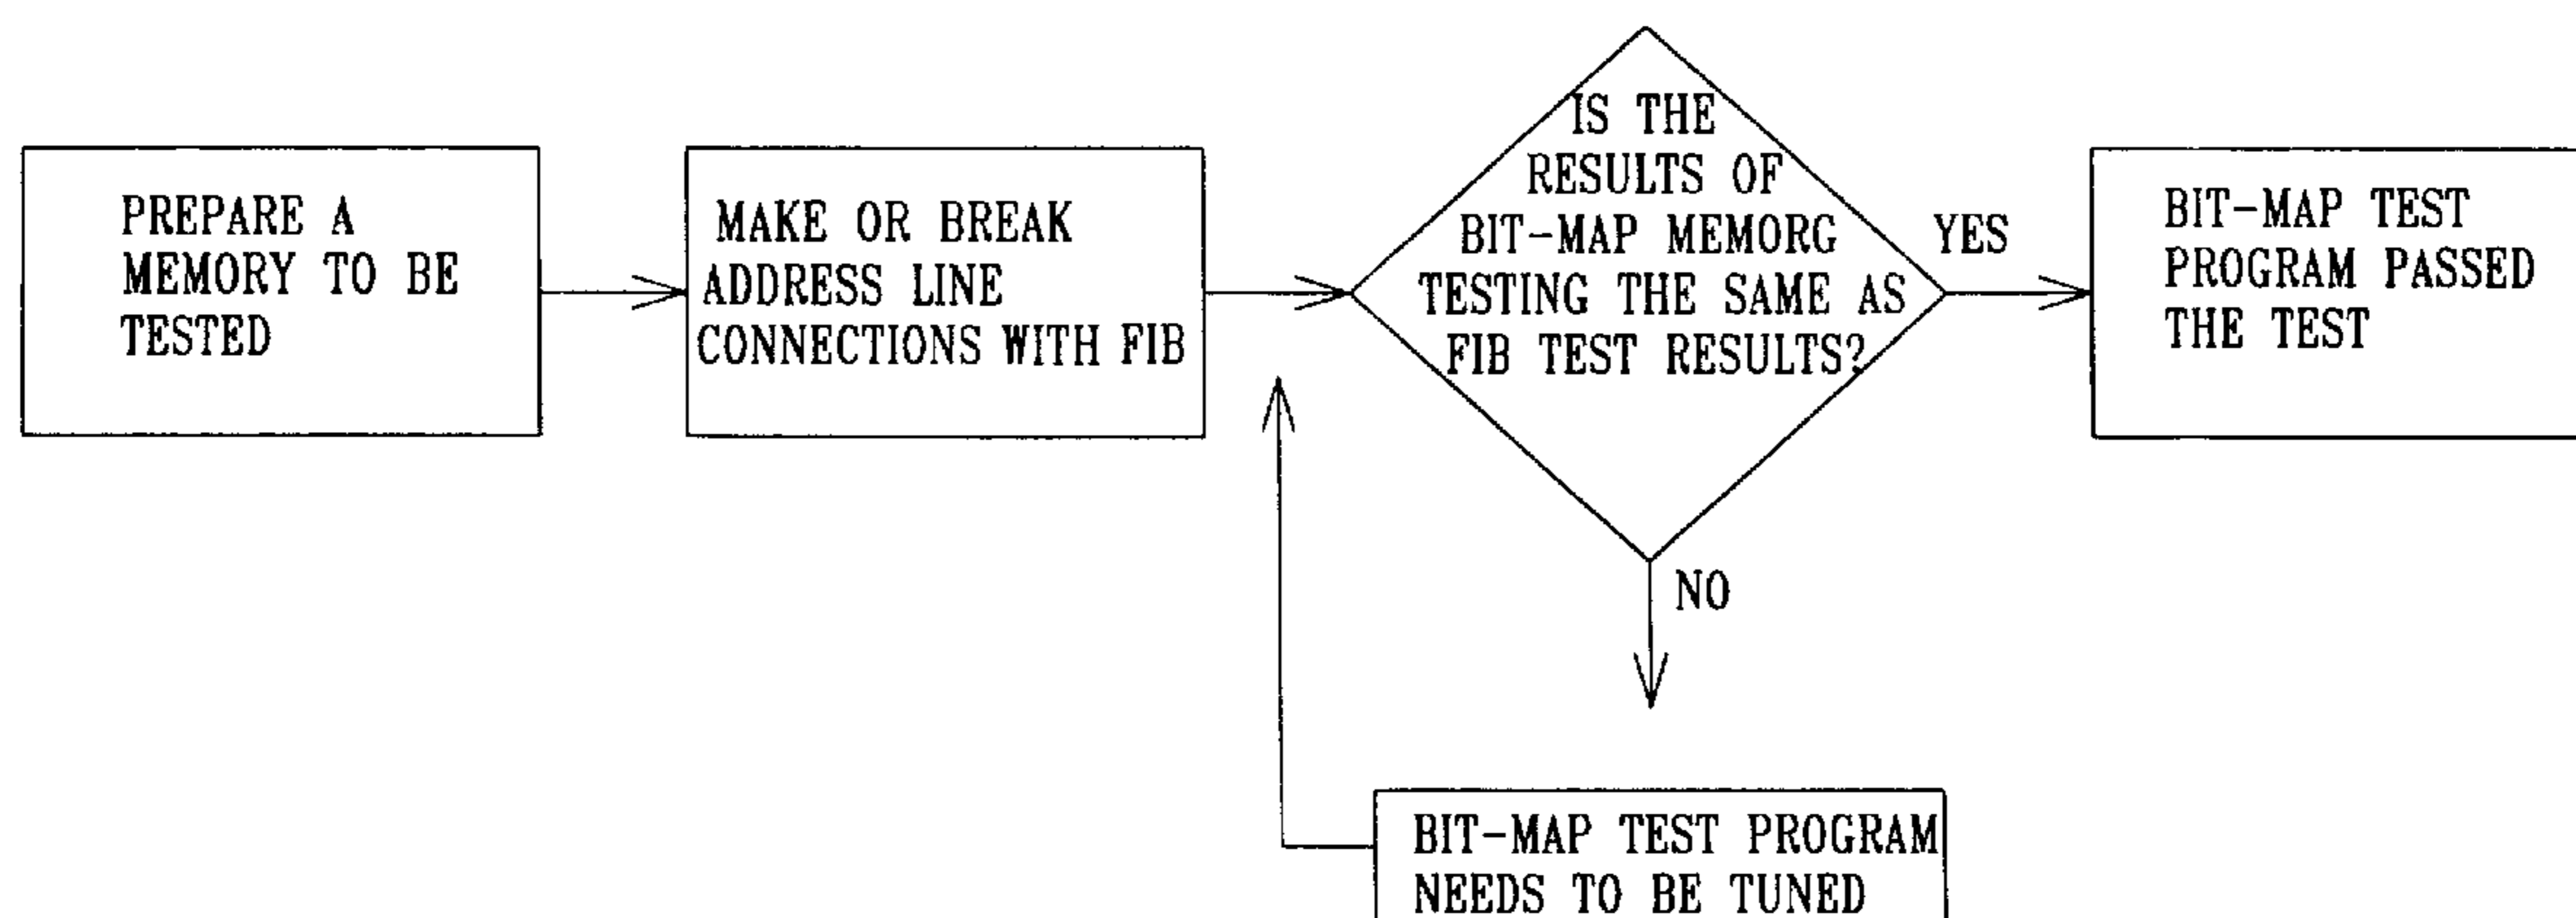 PREPARE A
MEMORY TO BE
TESTED
MAKE OR BREAK
ADDRESS LINE
CONNECTIONS WITH FIB
IS THE
RESULTS OF
BIT-MAP MEMORG
TESTING THE SAME AS
FIB TEST RESULTS?
YES
BIT-MAP TEST
PROGRAM PASSED
THE TEST
NO
BIT-MAP TEST PROGRAM
NEEDS TO BE TUNED